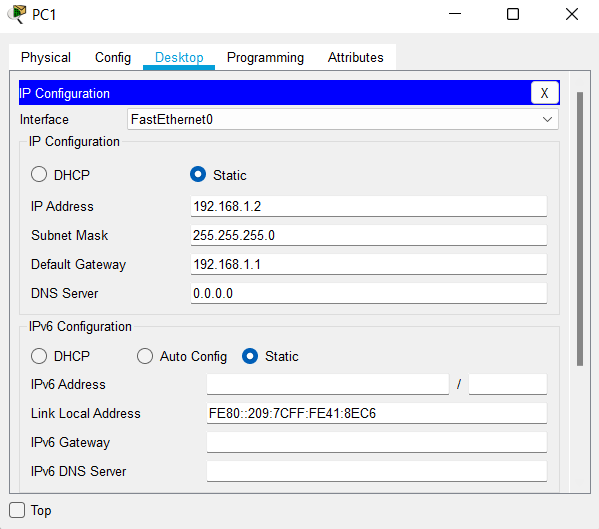 PC1
Physical Config Desktop Programming Attributes
IP Configuration X
Interface FastEthernet0
IP Configuration
DHCP Static
IP Address 192.168.1.2
Subnet Mask 255.255.255.0
Default Gateway 192.168.1.1
DNS Server 0.0.0.0
IPv6 Configuration
DHCP Auto Config Static
IPv6 Address /
Link Local Address FE80::209:7CFF:FE41:8EC6
IPv6 Gateway
IPv6 DNS Server
Top